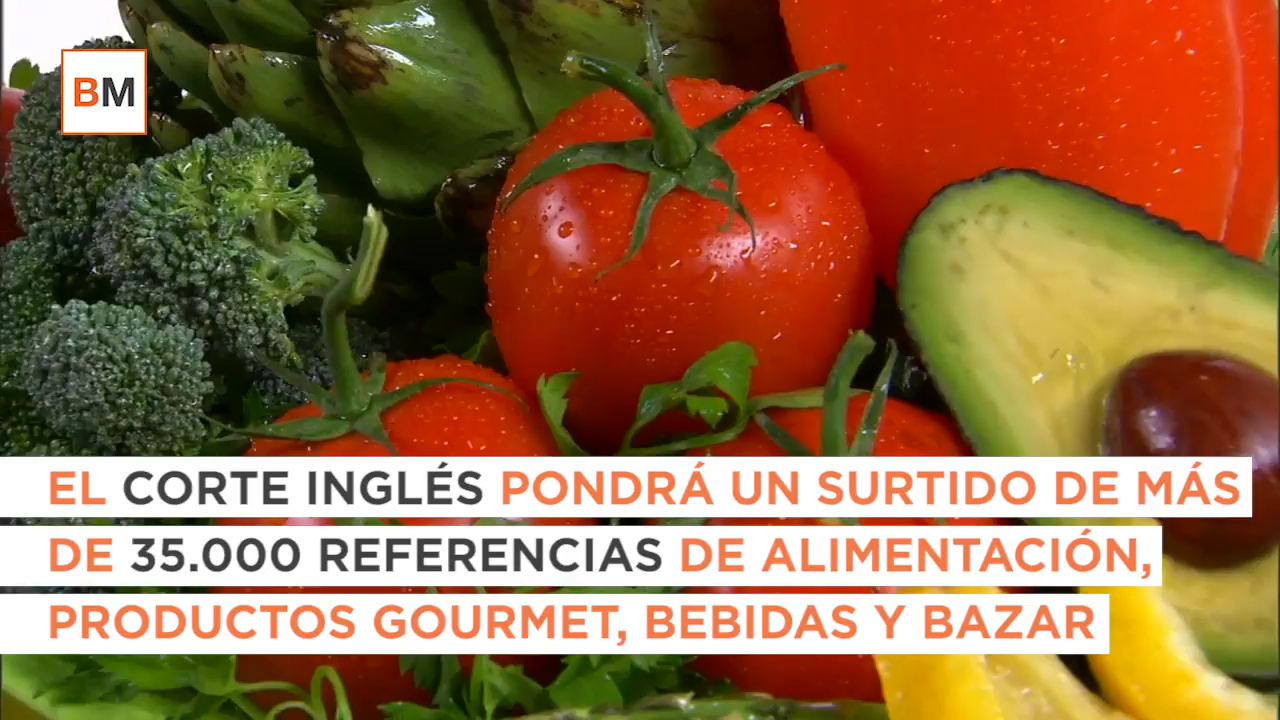 BM
EL CORTE INGLÉS PONDRÁ UN SURTIDO DE MÁS
DE 35.000 REFERENCIAS DE ALIMENTACIÓN,
PRODUCTOS GOURMET, BEBIDAS Y BAZAR